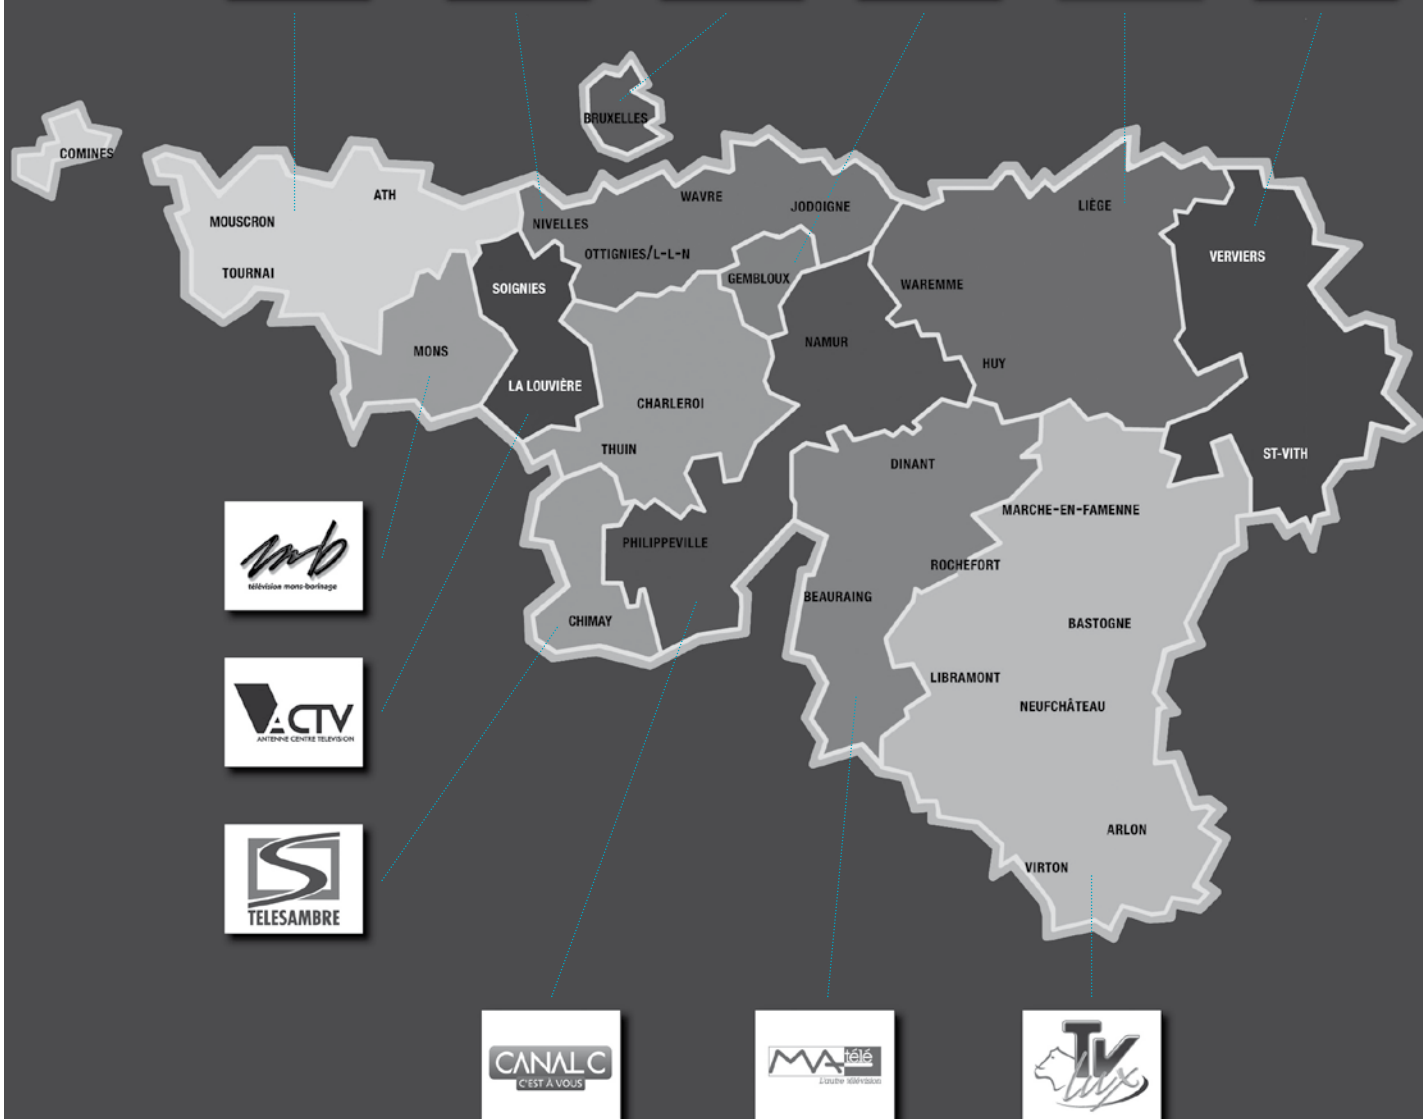 BRUXELLES
COMINES
ATH
WAVRE
JODOIGNE
LIÈGE
MOUSCRON
NIVELLES
OTTIGNIES/L-L-N
VERVIERS
TOURNAI
SOIGNIES
GEMBLOUX
WAREMME
MONS
NAMUR
HUY
LA LOUVIÈRE
CHARLEROI
THUIN
DINANT
ST-VITH
MARCHE-EN-FAMENNE
PHILIPPEVILLE
ROCHEFORT
BEAURAING
CHIMAY
BASTOGNE
LIBRAMONT
NEUFCHÂTEAU
ARLON
VIRTON
mb
télévision mons-borinage
ACTV
ANTENNE CENTRE TELEVISION
TELESAMBRE
CANAL C
C'EST À VOUS
MAtélé
L'autre télévision
TV
lux